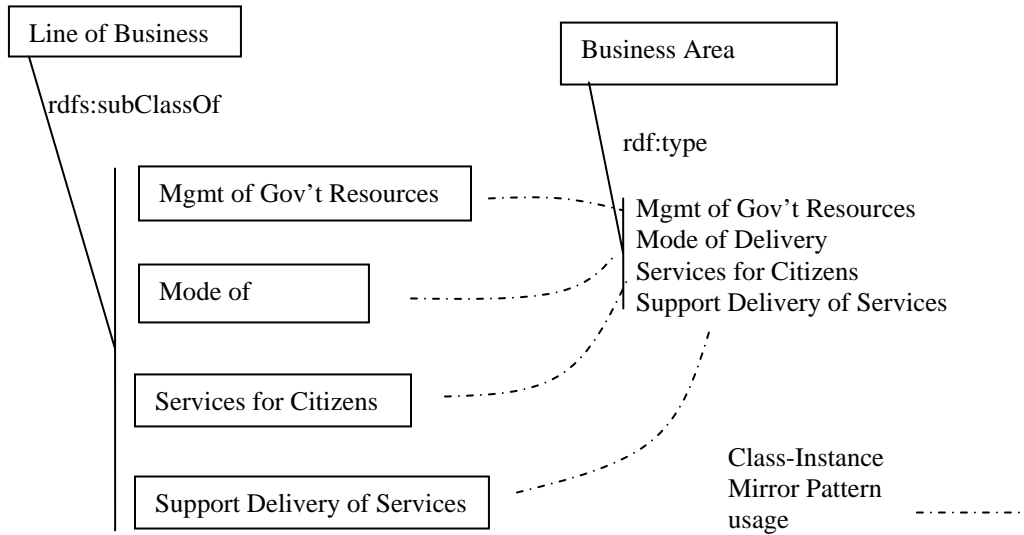 Line of Business
Business Area
rdfs:subClassOf
rdf:type
Mgmt of Gov’t Resources
Mode of
Services for Citizens
Support Delivery of Services
Mgmt of Gov’t Resources
Mode of Delivery
Services for Citizens
Support Delivery of Services
Class-Instance
Mirror Pattern
usage